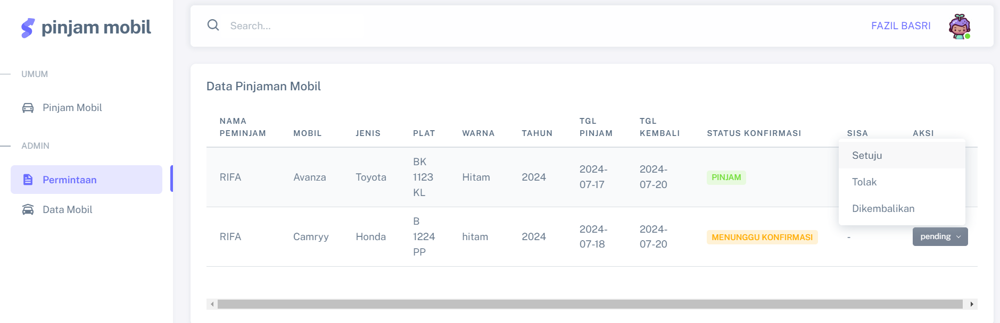 pinjam mobil
Search...
FAZIL BASRI
UMUM
Pinjam Mobil
ADMIN
Permintaan
Data Mobil
Data Pinjaman Mobil
NAMA PEMINJAM MOBIL JENIS PLAT WARNA TAHUN TGL PINJAM TGL KEMBALI STATUS KONFIRMASI SISA AKSI
RIFA Avanza Toyota BK 1123 KL Hitam 2024 2024-07-17 2024-07-20 PINJAM
Setuju
Tolak
Dikembalikan
RIFA Camryy Honda B 1224 PP hitam 2024 2024-07-18 2024-07-20 MENUNGGU KONFIRMASI - pending